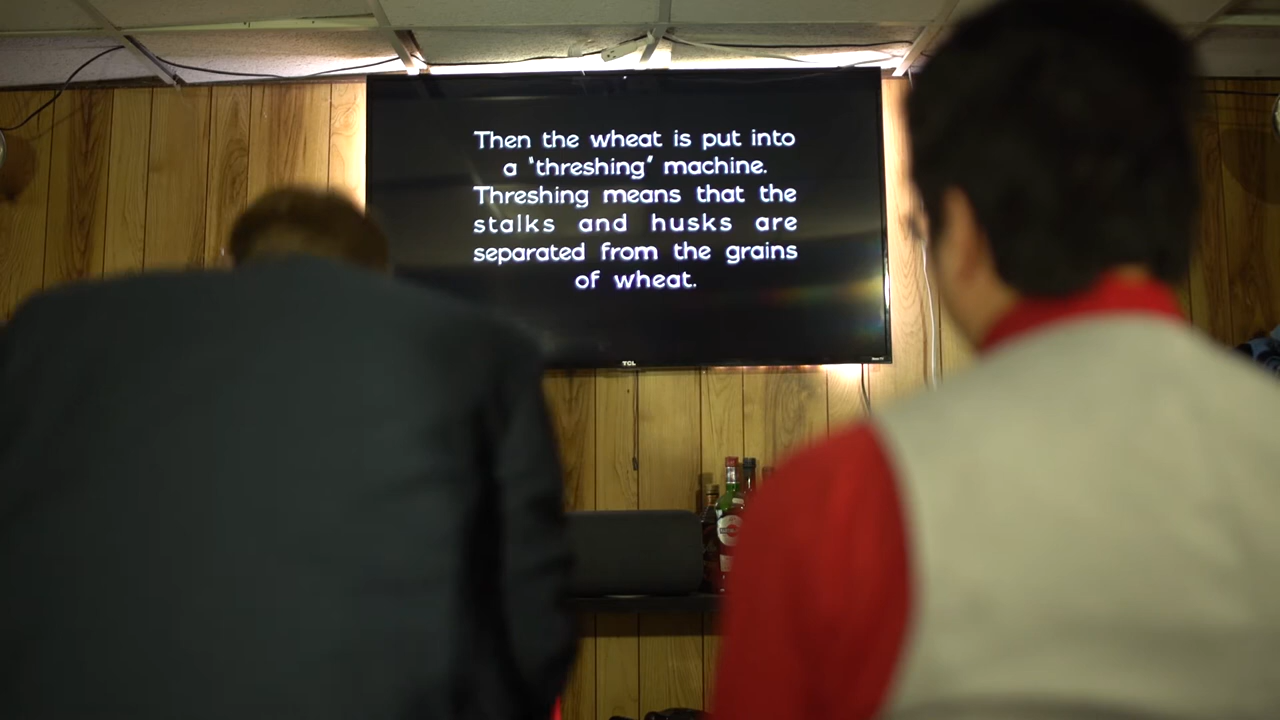 Then the wheat is put into
a "threshing" machine.
Threshing means that the
stalks and husks are
separated from the grains
of wheat.
TCL